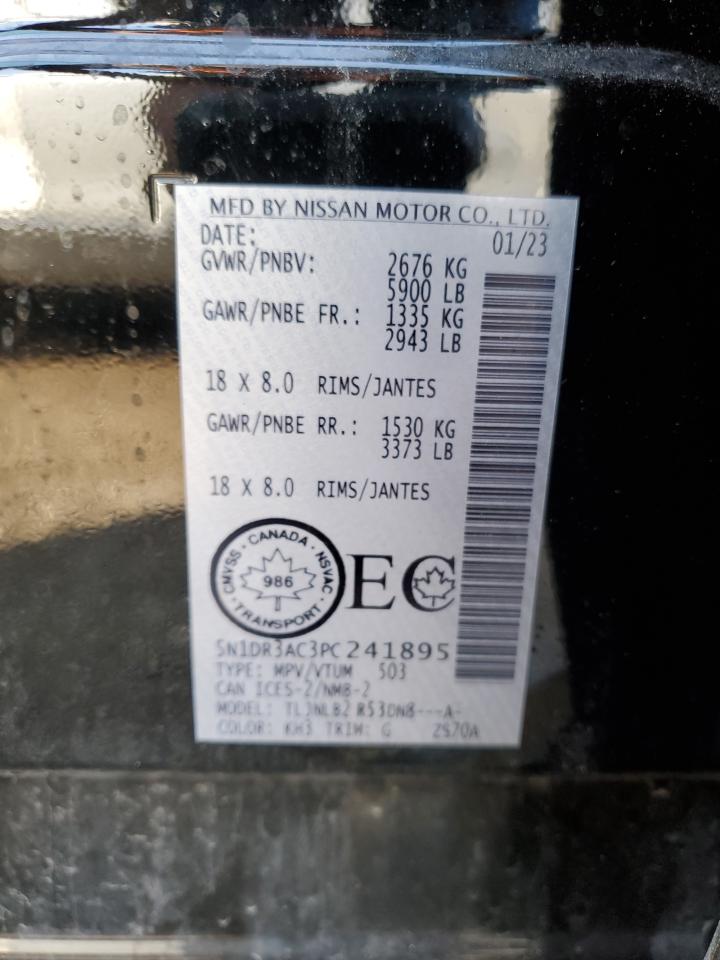 MFD BY NISSAN MOTOR CO., LTD.
DATE: 01/23
GVWR/PNBV: 2676 KG
5900 LB
GAWR/PNBE FR.: 1335 KG
2943 LB
18 X 8.0 RIMS/JANTES
GAWR/PNBE RR.: 1530 KG
3373 LB
18 X 8.0 RIMS/JANTES
CANADA · NSVAC · TRANSPORT · CMVSS ·
986
EC
5N1DR3AC3PC241895
TYPE: MPV/VTUM 503
CAN ICES-2/NMB-2
MODEL: R53DN8---A-
COLOR: KH3 TRIM: G